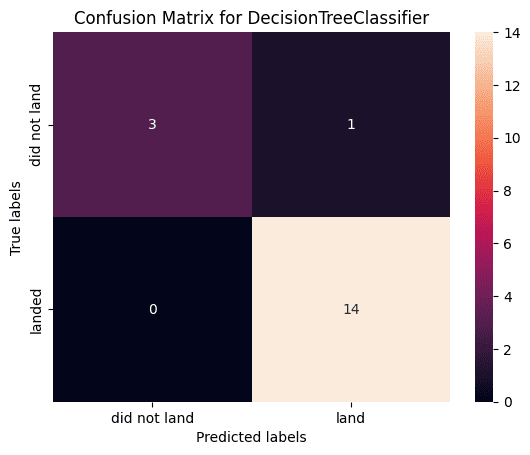 Confusion Matrix for DecisionTreeClassifier
True labels
did not land
landed
3
1
0
14
did not land
land
Predicted labels
14
12
10
8
6
4
2
0